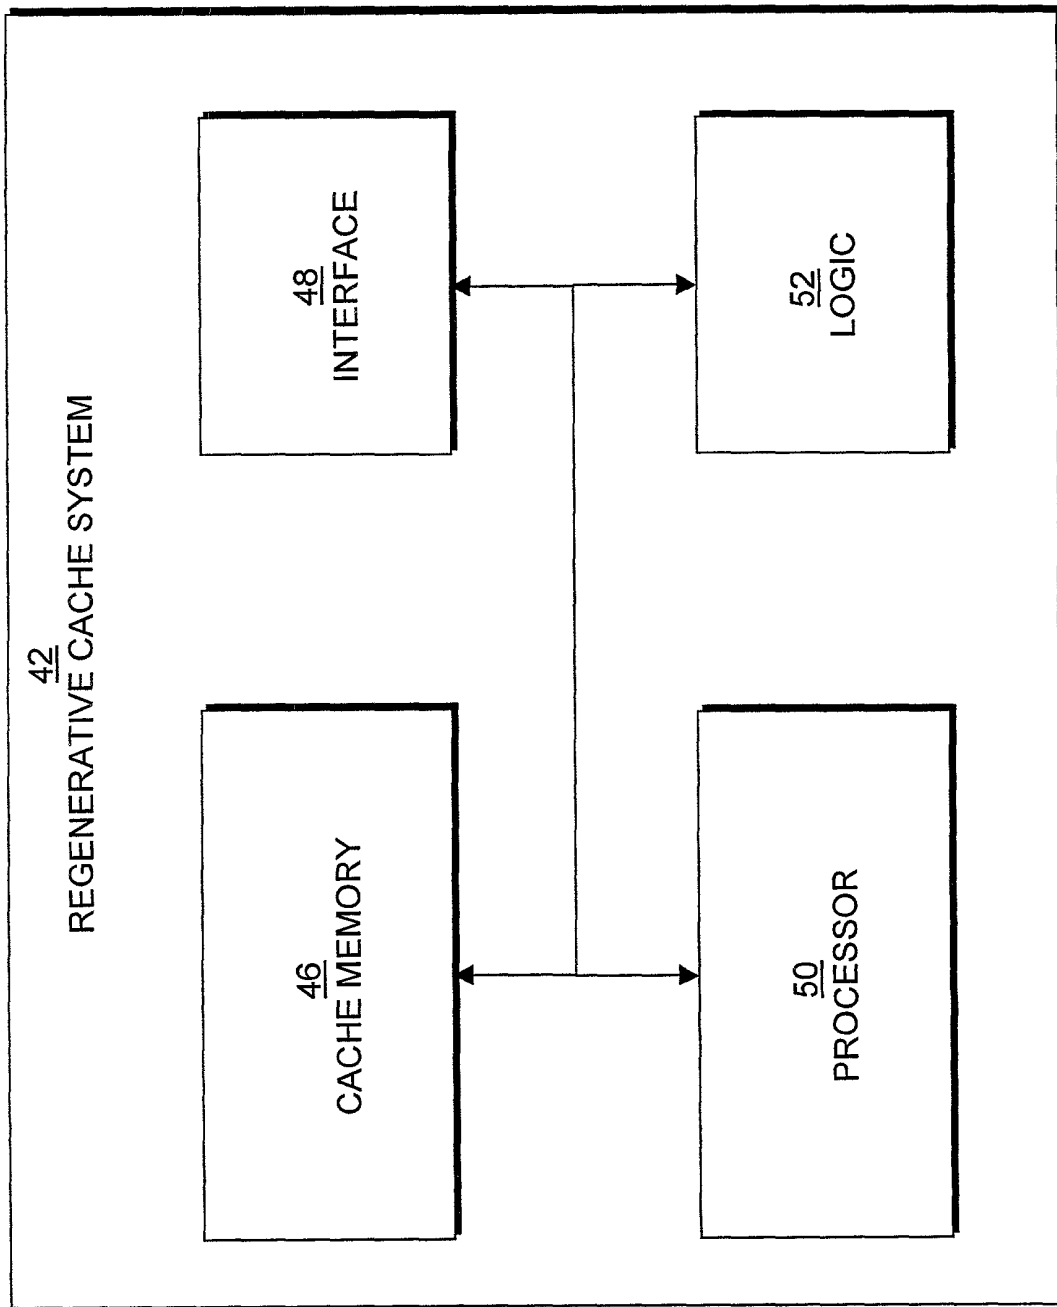 42
REGENERATIVE CACHE SYSTEM
46
CACHE MEMORY
48
INTERFACE
50
PROCESSOR
52
LOGIC